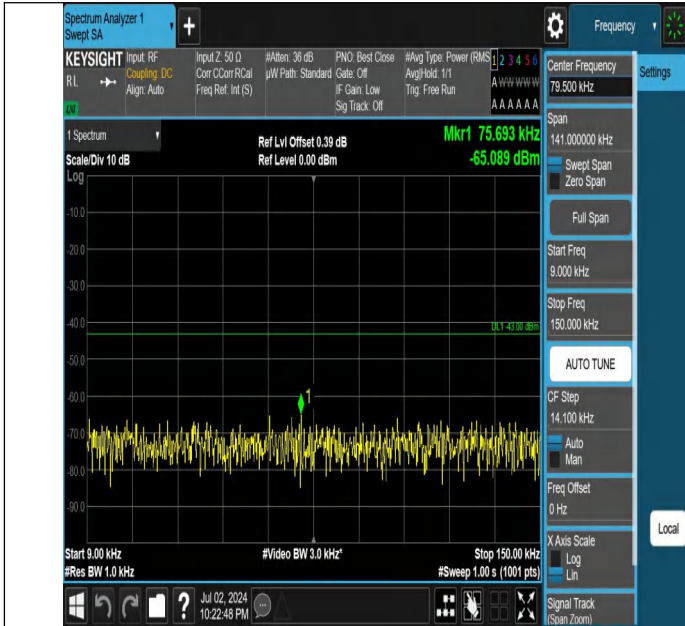 Spectrum Analyzer 1
Swept SA
+
Frequency
KEYSIGHT
RL
Input: RF
Coupling: DC
Align: Auto
Input Z: 50 Ω
Corr CCorr RCal
Freq Ref: Int (S)
#Atten: 36 dB
µW Path: Standard
PNO: Best Close
Gate: Off
IF Gain: Low
Sig Track: Off
#Avg Type: Power (RMS
Avg|Hold: 1/1
Trig: Free Run
1 2 3 4 5 6
A W W W W W
A A A A A A
1 Spectrum
Scale/Div 10 dB
Ref Lvl Offset 0.39 dB
Ref Level 0.00 dBm
Mkr1 75.693 kHz
-65.089 dBm
Log
-10.0
-20.0
-30.0
-40.0
DL1 -43.00 dBm
-60.0
1
-70.0
-80.0
-90.0
Start 9.00 kHz
#Video BW 3.0 kHz*
Stop 150.00 kHz
#Res BW 1.0 kHz
#Sweep 1.00 s (1001 pts)
?
Jul 02, 2024
10:22:48 PM
Center Frequency
79.500 kHz
Settings
Span
141.000000 kHz
Swept Span
Zero Span
Full Span
Start Freq
9.000 kHz
Stop Freq
150.000 kHz
AUTO TUNE
CF Step
14.100 kHz
Auto
Man
Freq Offset
0 Hz
Local
X Axis Scale
Log
Lin
Signal Track
(Span Zoom)